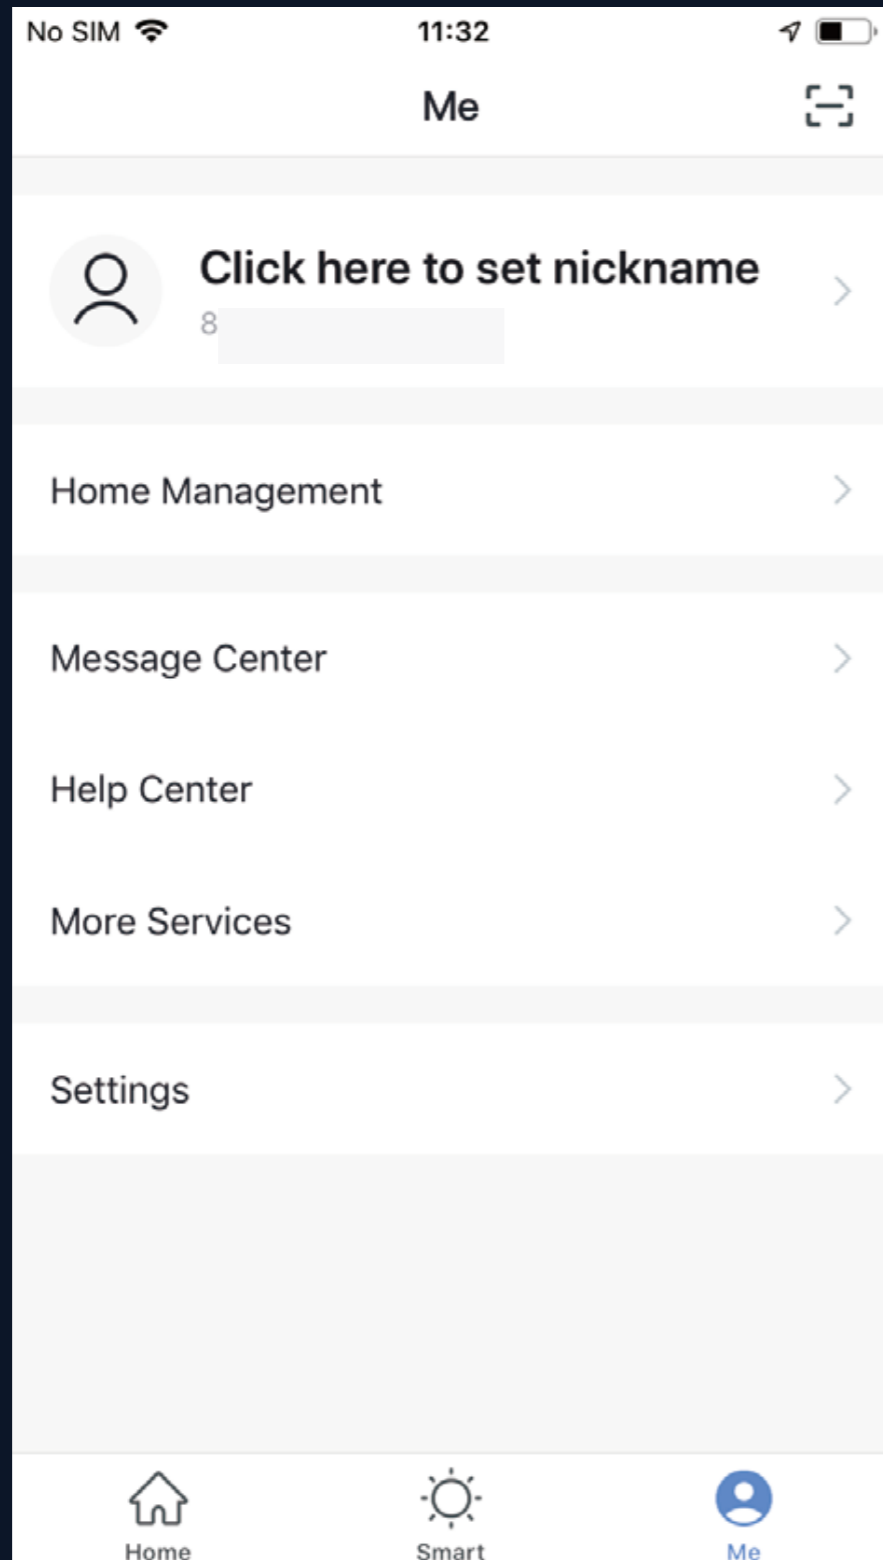 No SIM 11:32
Me
Click here to set nickname
8
Home Management
Message Center
Help Center
More Services
Settings
Home Smart Me